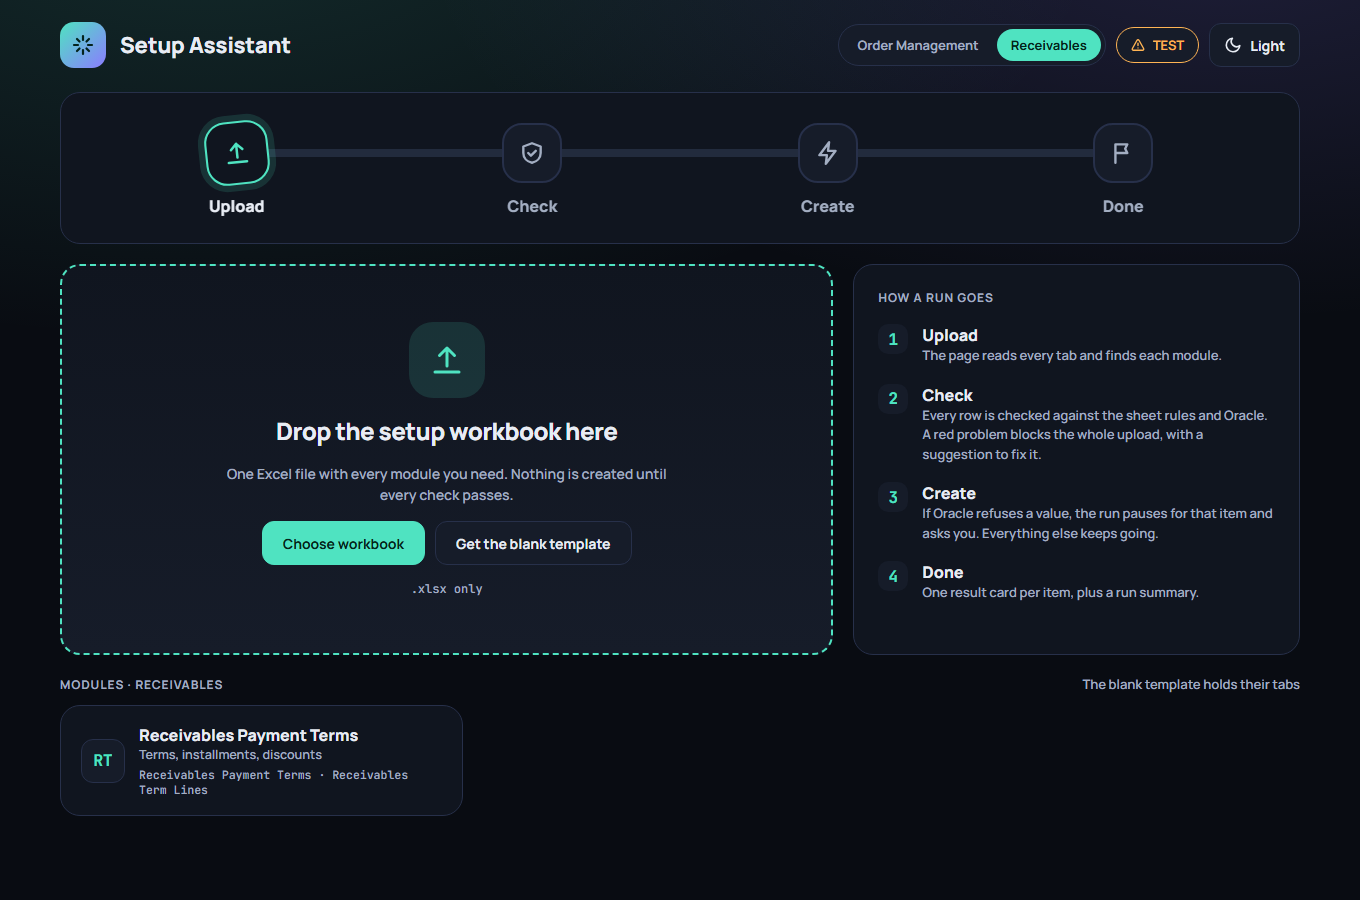 Setup Assistant
Order Management
Receivables
TEST
Light
Upload
Check
Create
Done
Drop the setup workbook here
One Excel file with every module you need. Nothing is created until
every check passes.
Choose workbook
Get the blank template
.xlsx only
HOW A RUN GOES
1
Upload
The page reads every tab and finds each module.
2
Check
Every row is checked against the sheet rules and Oracle.
A red problem blocks the whole upload, with a
suggestion to fix it.
3
Create
If Oracle refuses a value, the run pauses for that item and
asks you. Everything else keeps going.
4
Done
One result card per item, plus a run summary.
MODULES · RECEIVABLES
The blank template holds their tabs
RT
Receivables Payment Terms
Terms, installments, discounts
Receivables Payment Terms · Receivables
Term Lines